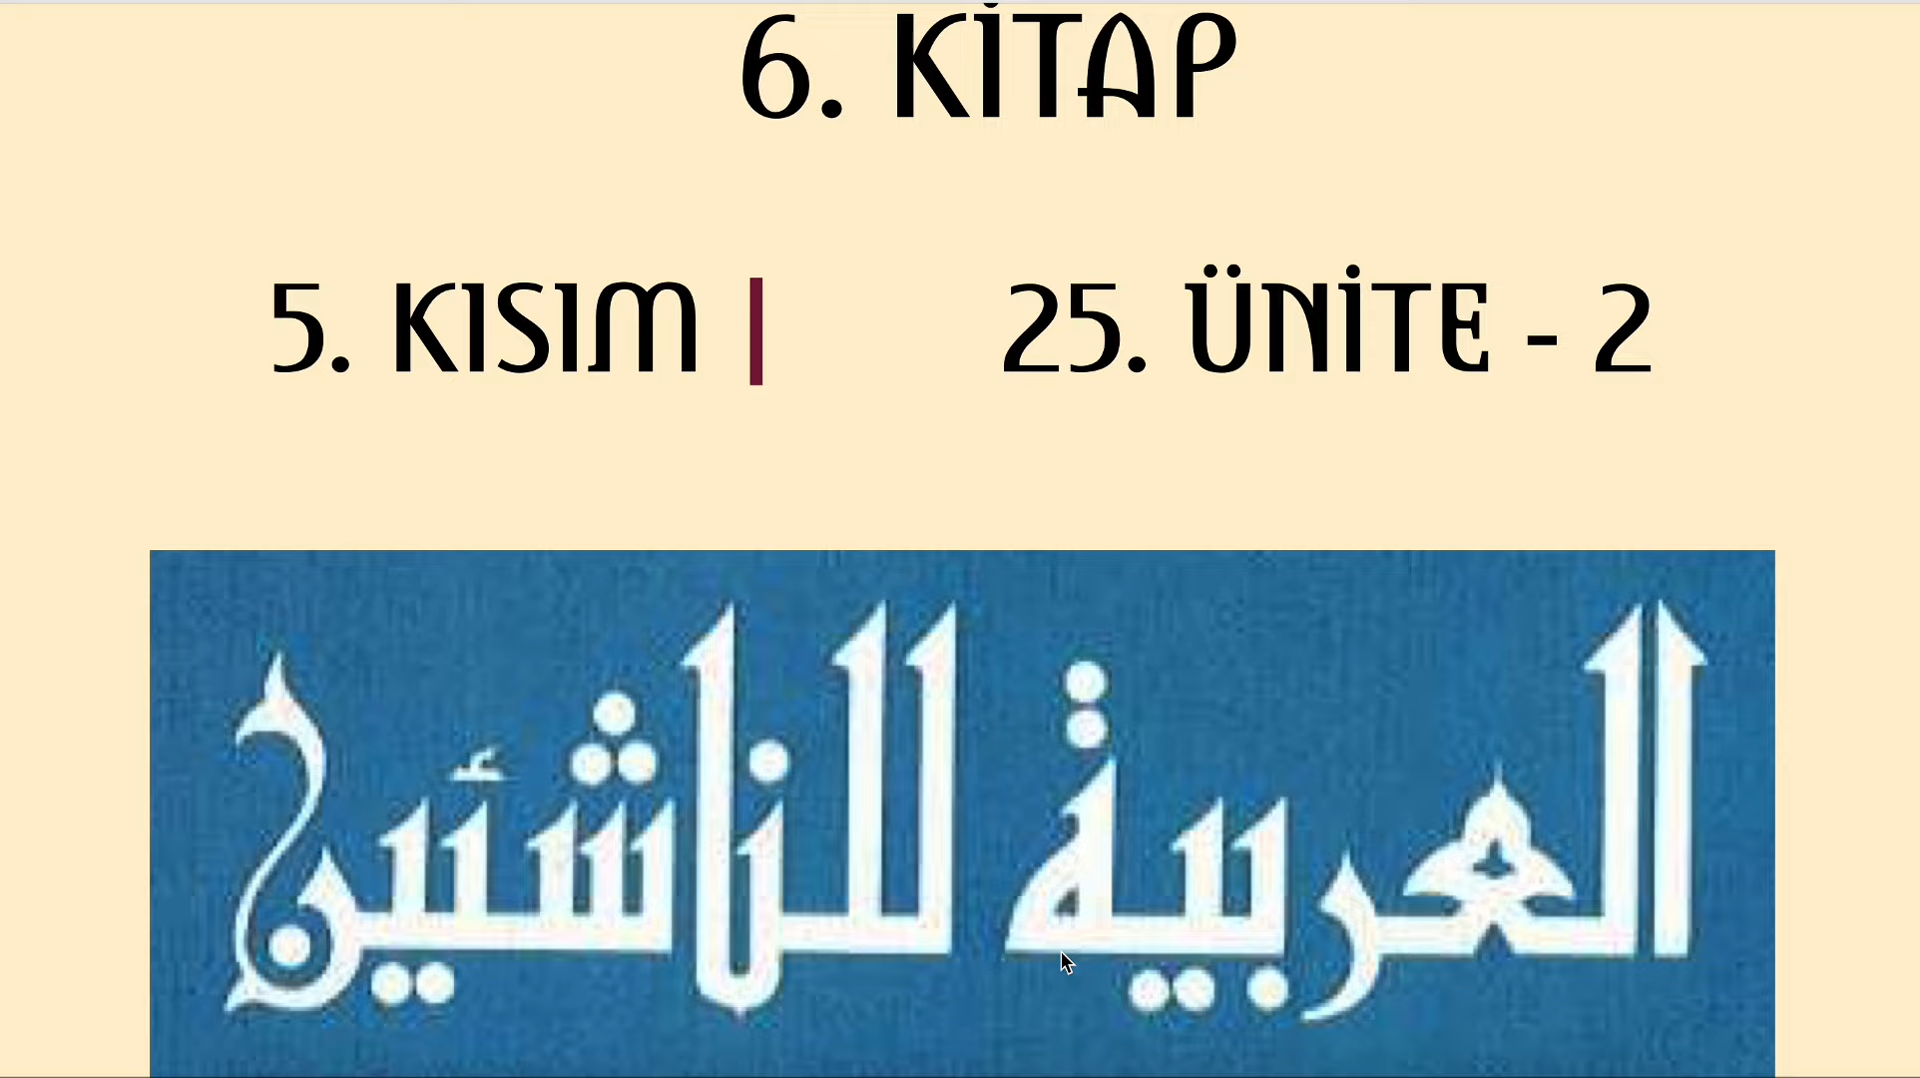 6. KİTAP
5. KISIM | 25. ÜNİTE - 2
العربية للناشئين